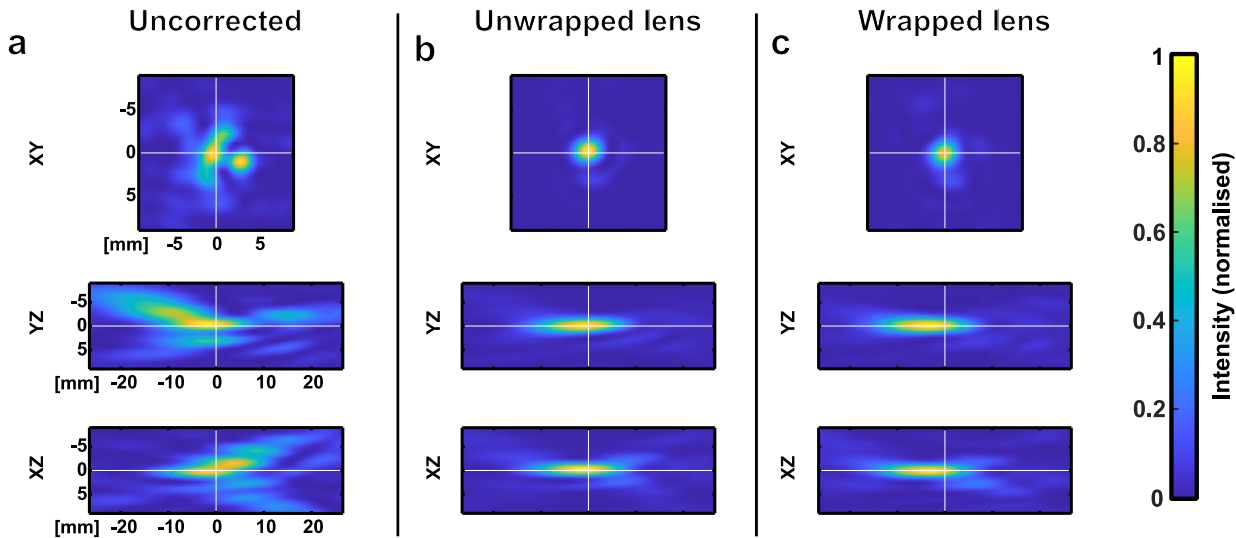 Uncorrected
Unwrapped lens
Wrapped lens
a
b
c
XY
-5
0
5
[mm] -5 0 5
XY
XY
YZ
-5
0
5
[mm] -20 -10 0 10 20
YZ
YZ
XZ
-5
0
5
[mm] -20 -10 0 10 20
XZ
XZ
1
0.8
0.6
0.4
0.2
0
Intensity (normalised)